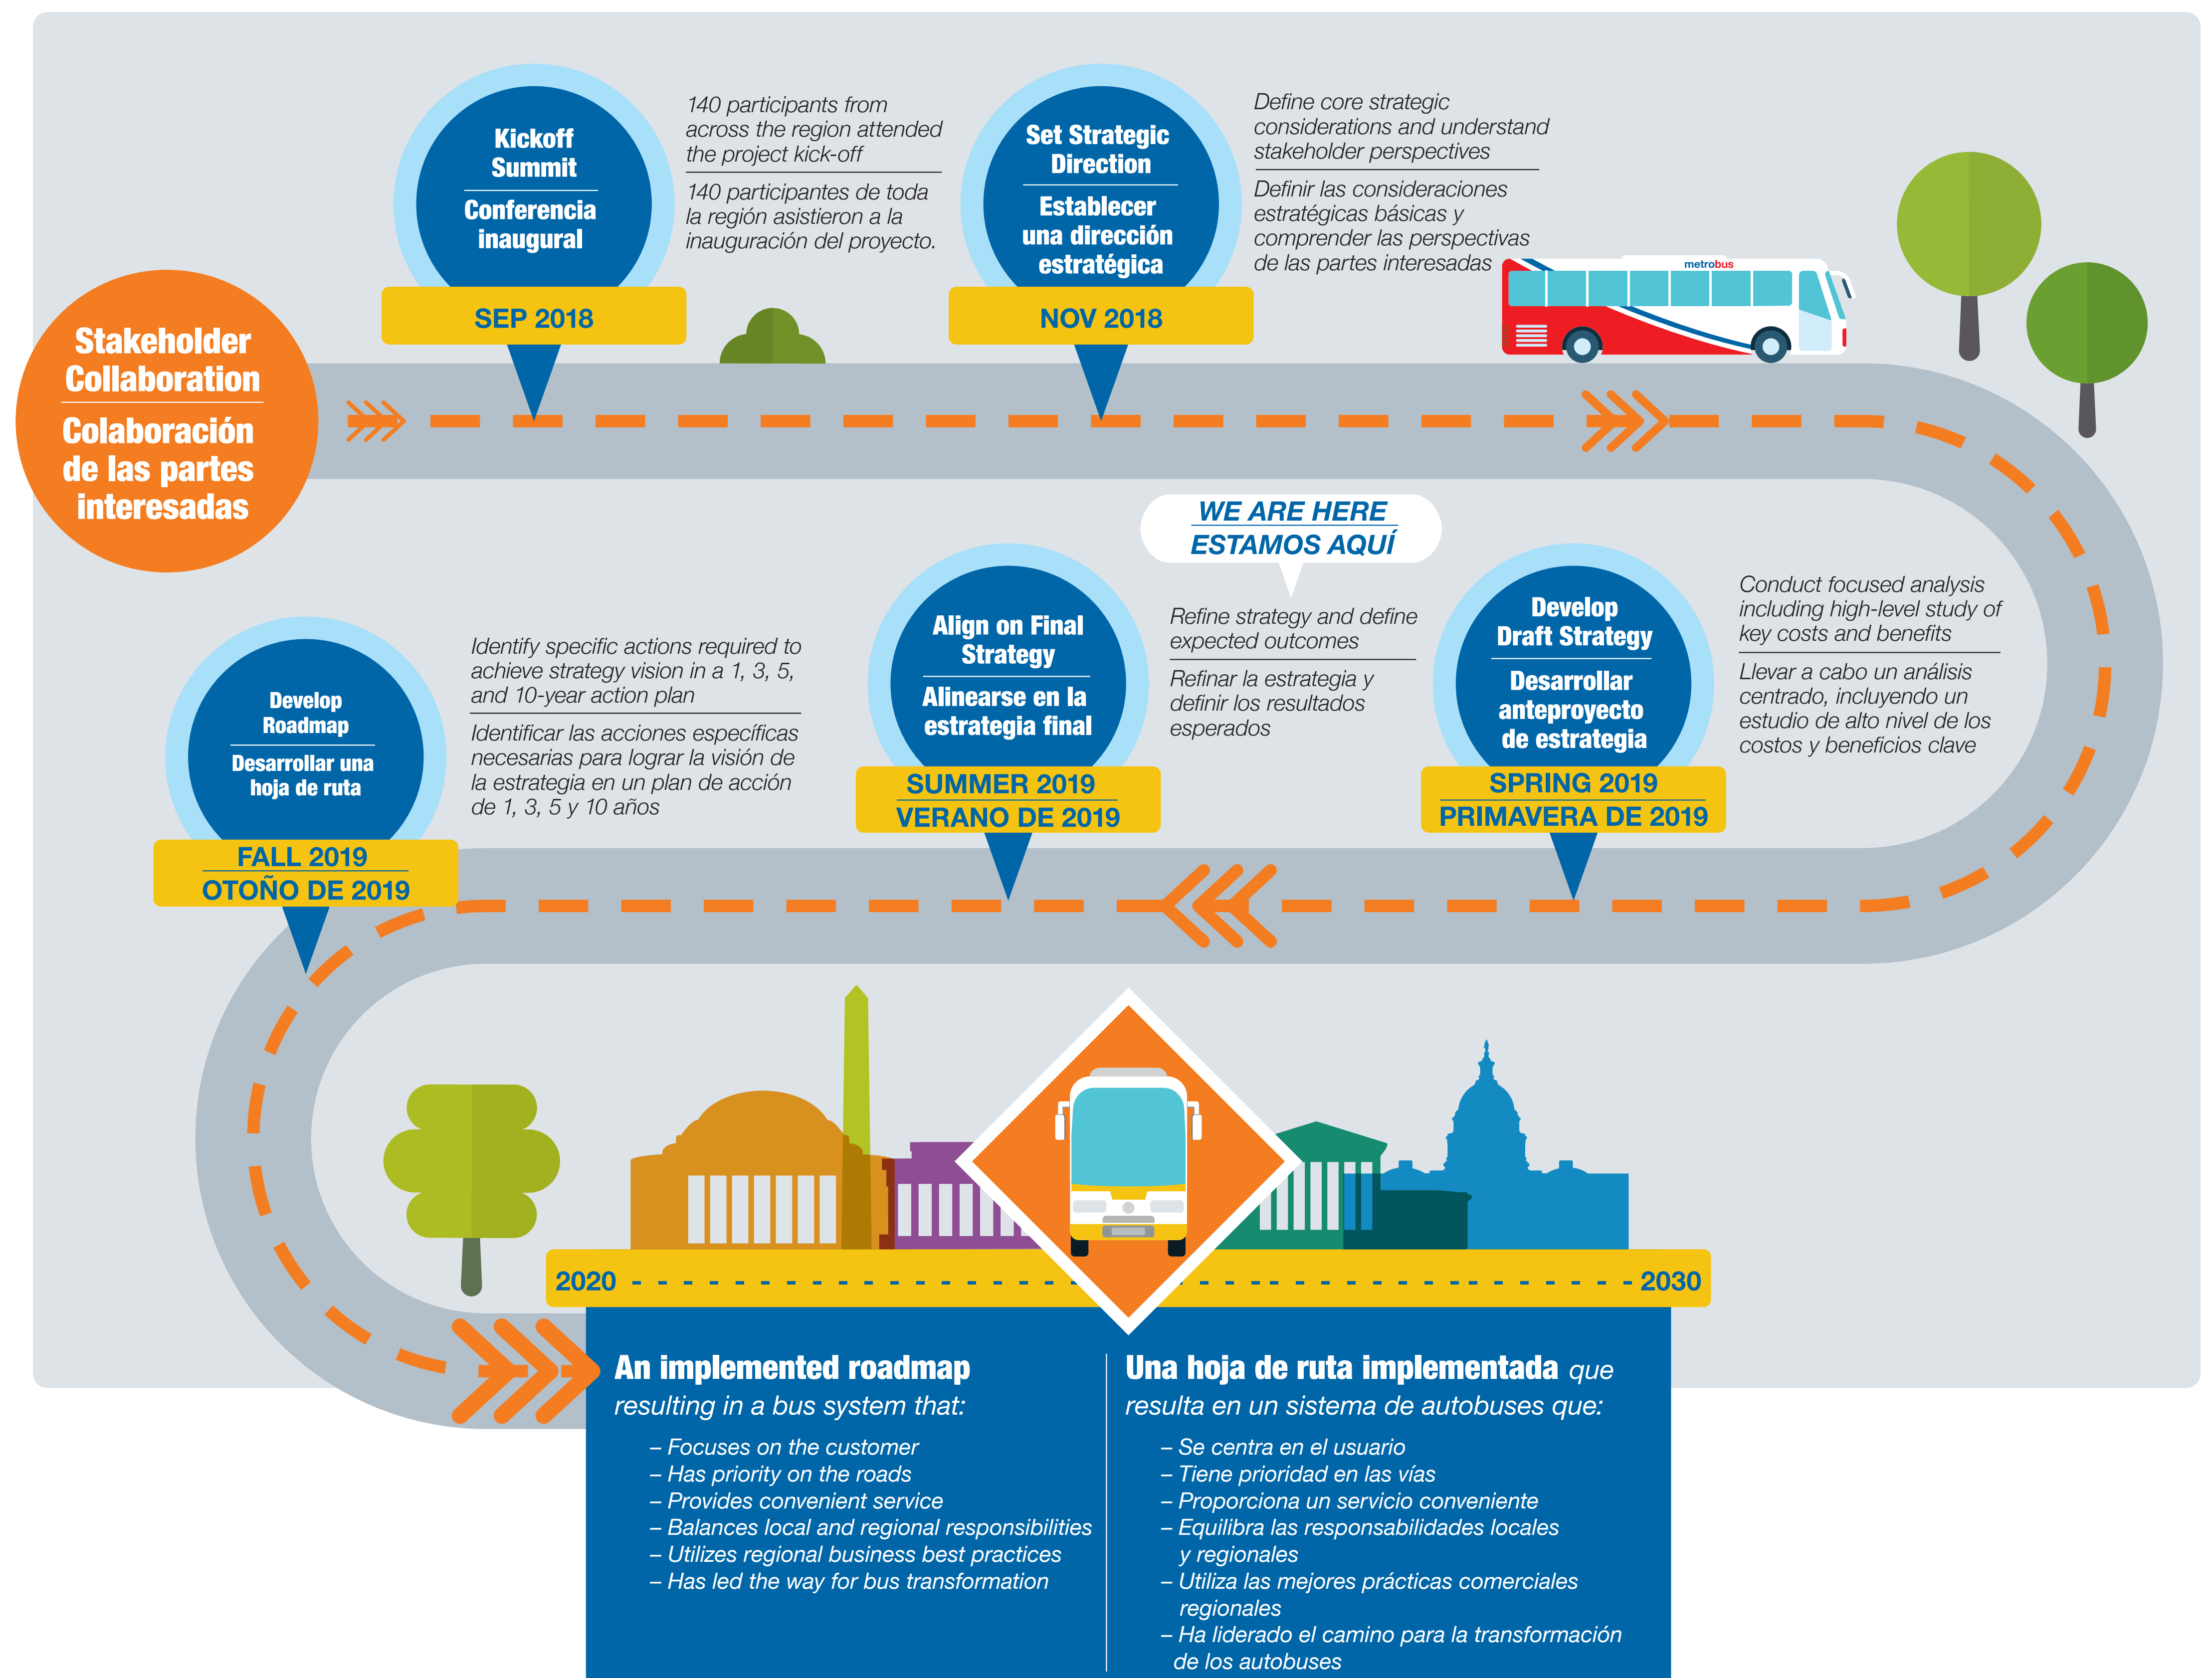 Stakeholder
Collaboration
Colaboración
de las partes
interesadas
Kickoff
Summit
Conferencia
inaugural
SEP 2018
140 participants from
across the region attended
the project kick-off
140 participantes de toda
la región asistieron a la
inauguración del proyecto.
Set Strategic
Direction
Establecer
una dirección
estratégica
NOV 2018
Define core strategic
considerations and understand
stakeholder perspectives
Definir las consideraciones
estratégicas básicas y
comprender las perspectivas
de las partes interesadas
metrobus
Develop
Draft Strategy
Desarrollar
anteproyecto
de estrategia
SPRING 2019
PRIMAVERA DE 2019
Conduct focused analysis
including high-level study of
key costs and benefits
Llevar a cabo un análisis
centrado, incluyendo un
estudio de alto nivel de los
costos y beneficios clave
WE ARE HERE
ESTAMOS AQUÍ
Align on Final
Strategy
Alinearse en la
estrategia final
SUMMER 2019
VERANO DE 2019
Refine strategy and define
expected outcomes
Refinar la estrategia y
definir los resultados
esperados
Develop
Roadmap
Desarrollar una
hoja de ruta
FALL 2019
OTOÑO DE 2019
Identify specific actions required to
achieve strategy vision in a 1, 3, 5,
and 10-year action plan
Identificar las acciones específicas
necesarias para lograr la visión de
la estrategia en un plan de acción
de 1, 3, 5 y 10 años
2020
2030
An implemented roadmap
resulting in a bus system that:
– Focuses on the customer
– Has priority on the roads
– Provides convenient service
– Balances local and regional responsibilities
– Utilizes regional business best practices
– Has led the way for bus transformation
Una hoja de ruta implementada que
resulta en un sistema de autobuses que:
– Se centra en el usuario
– Tiene prioridad en las vías
– Proporciona un servicio conveniente
– Equilibra las responsabilidades locales
y regionales
– Utiliza las mejores prácticas comerciales
regionales
– Ha liderado el camino para la transformación
de los autobuses